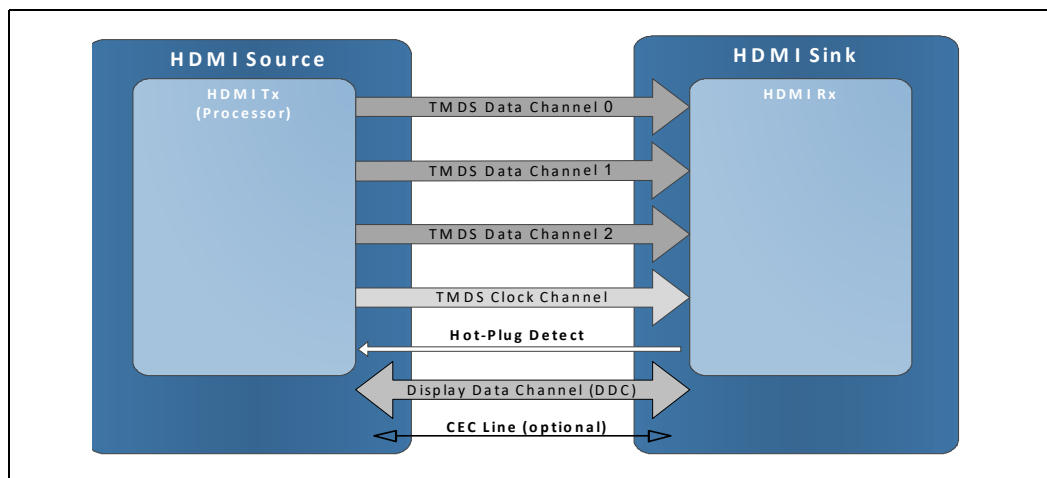 HDMI Source
HDMI Sink
HDMI Tx
(Processor)
HDMI Rx
TMDS Data Channel 0
TMDS Data Channel 1
TMDS Data Channel 2
TMDS Clock Channel
Hot-Plug Detect
Display Data Channel (DDC)
CEC Line (optional)